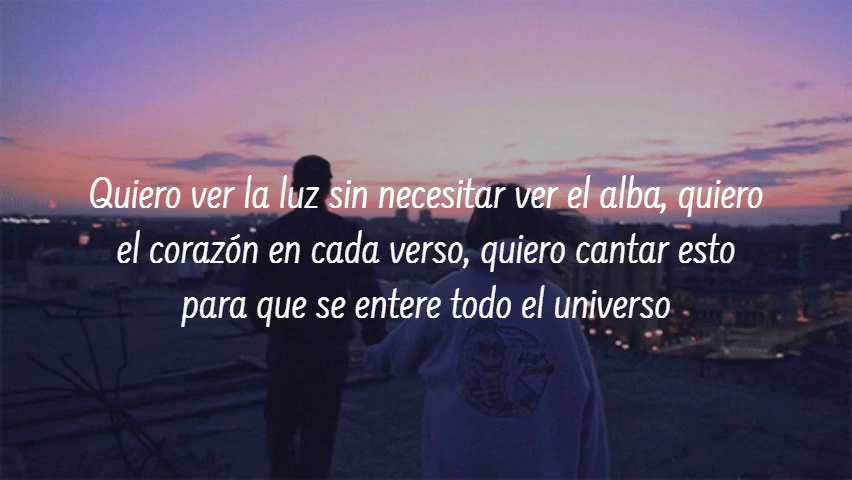 Quiero ver la luz sin necesitar ver el alba, quiero
el corazón en cada verso, quiero cantar esto
para que se entere todo el universo